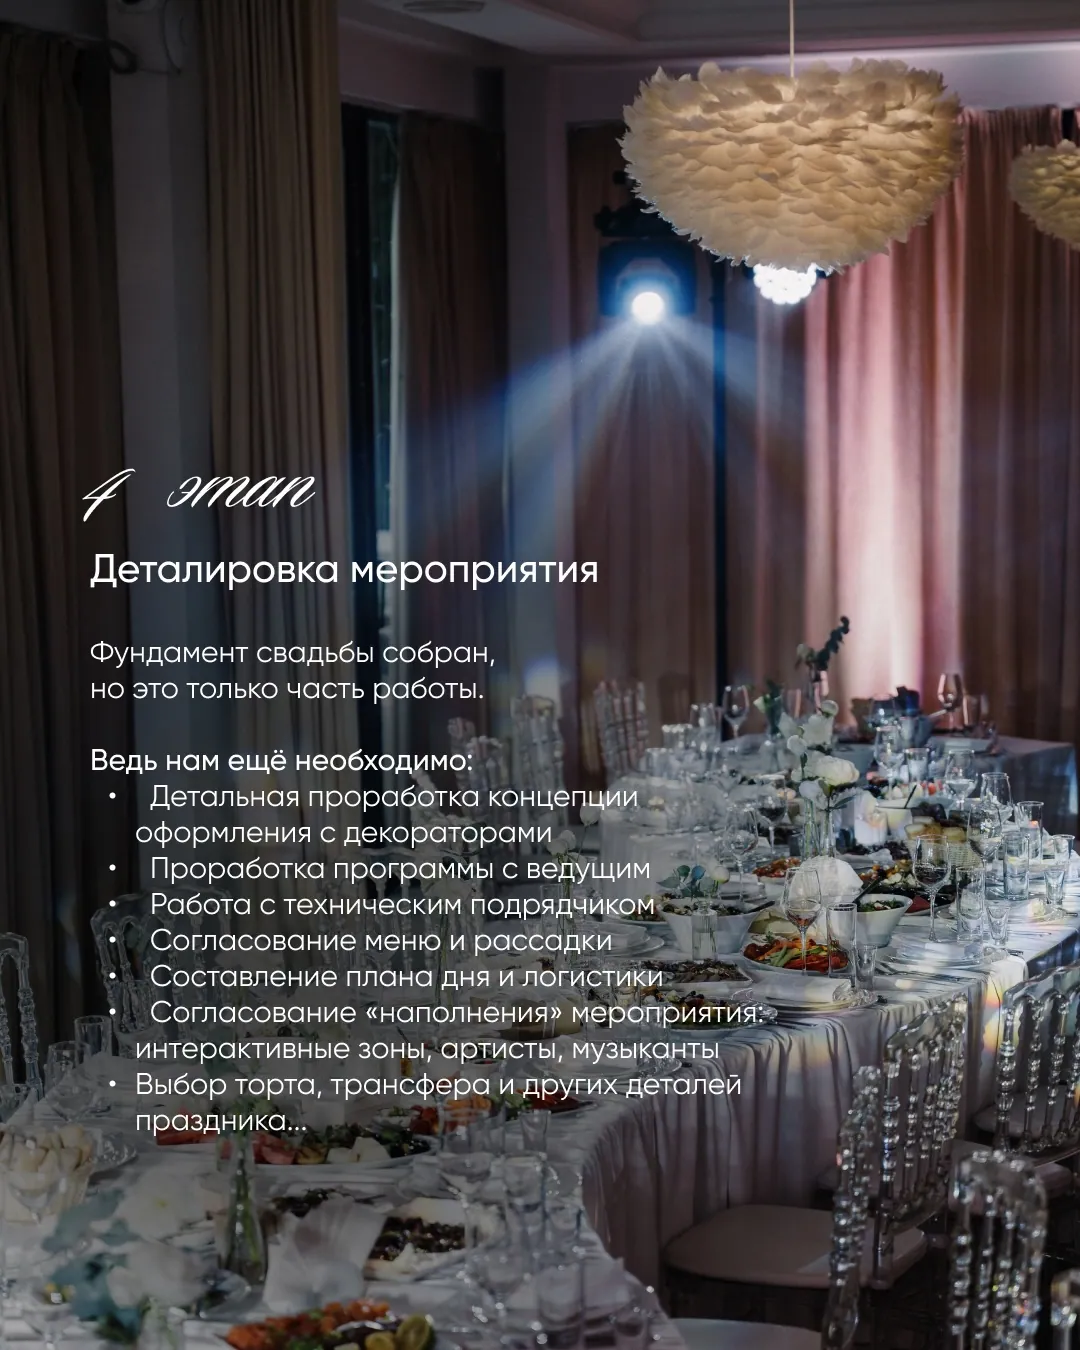 4 этап
Деталировка мероприятия
Фундамент свадьбы собран,
но это только часть работы.
Ведь нам ещё необходимо:
• Детальная проработка концепции
оформления с декораторами
• Проработка программы с ведущим
• Работа с техническим подрядчиком
• Согласование меню и рассадки
• Составление плана дня и логистики
• Согласование «наполнения» мероприятия:
интерактивные зоны, артисты, музыканты
• Выбор торта, трансфера и других деталей
праздника...